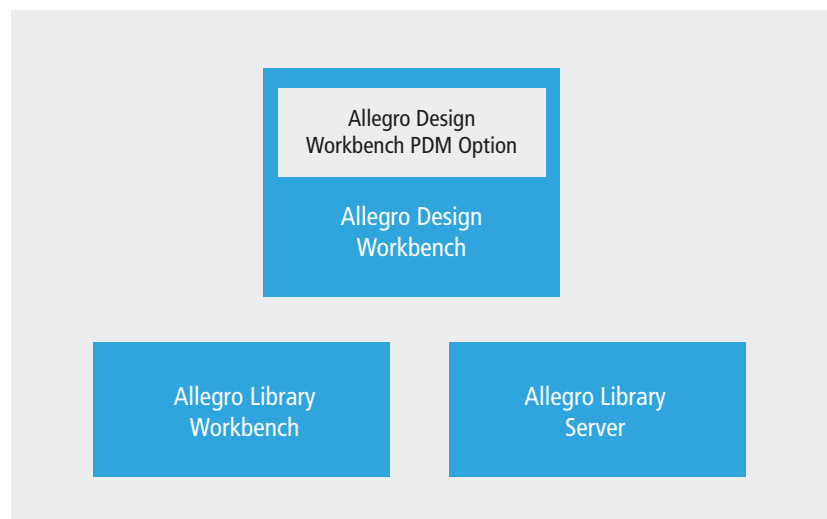 Allegro Design
Workbench PDM Option
Allegro Design
Workbench
Allegro Library
Workbench
Allegro Library
Server